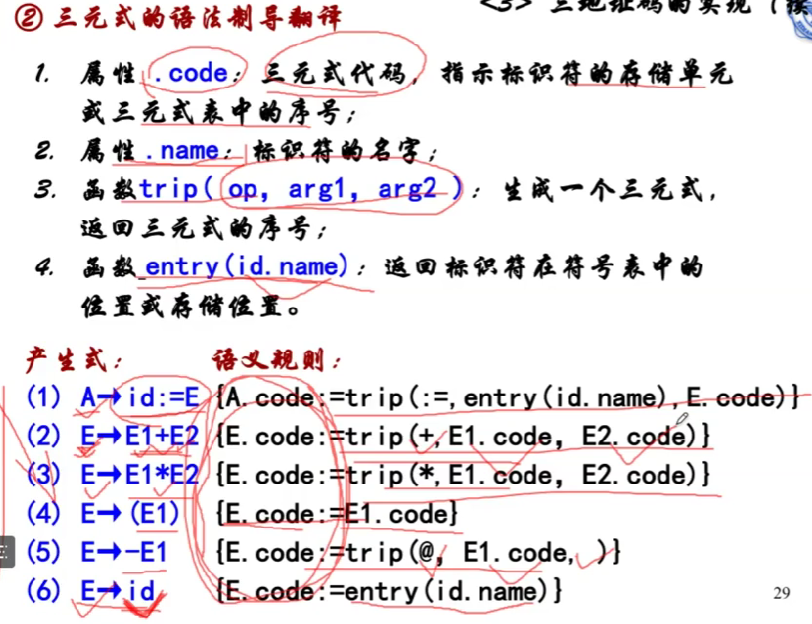 <3> 三地址码的实现（续
② 三元式的语法制导翻译
1. 属性.code：三元式代码，指示标识符的存储单元
或三元式表中的序号；
2. 属性.name：标识符的名字；
3. 函数trip( op, arg1, arg2 )：生成一个三元式，
返回三元式的序号；
4. 函数 entry(id.name)：返回标识符在符号表中的
位置或存储位置。
产生式： 语义规则：
(1) A→id:=E {A.code:=trip(:=,entry(id.name),E.code)}
(2) E→E1+E2 {E.code:=trip(+,E1.code, E2.code)}
(3) E→E1*E2 {E.code:=trip(*,E1.code, E2.code)}
(4) E→(E1) {E.code:=E1.code}
(5) E→-E1 {E.code:=trip(@, E1.code, )}
(6) E→id {E.code:=entry(id.name)}
29